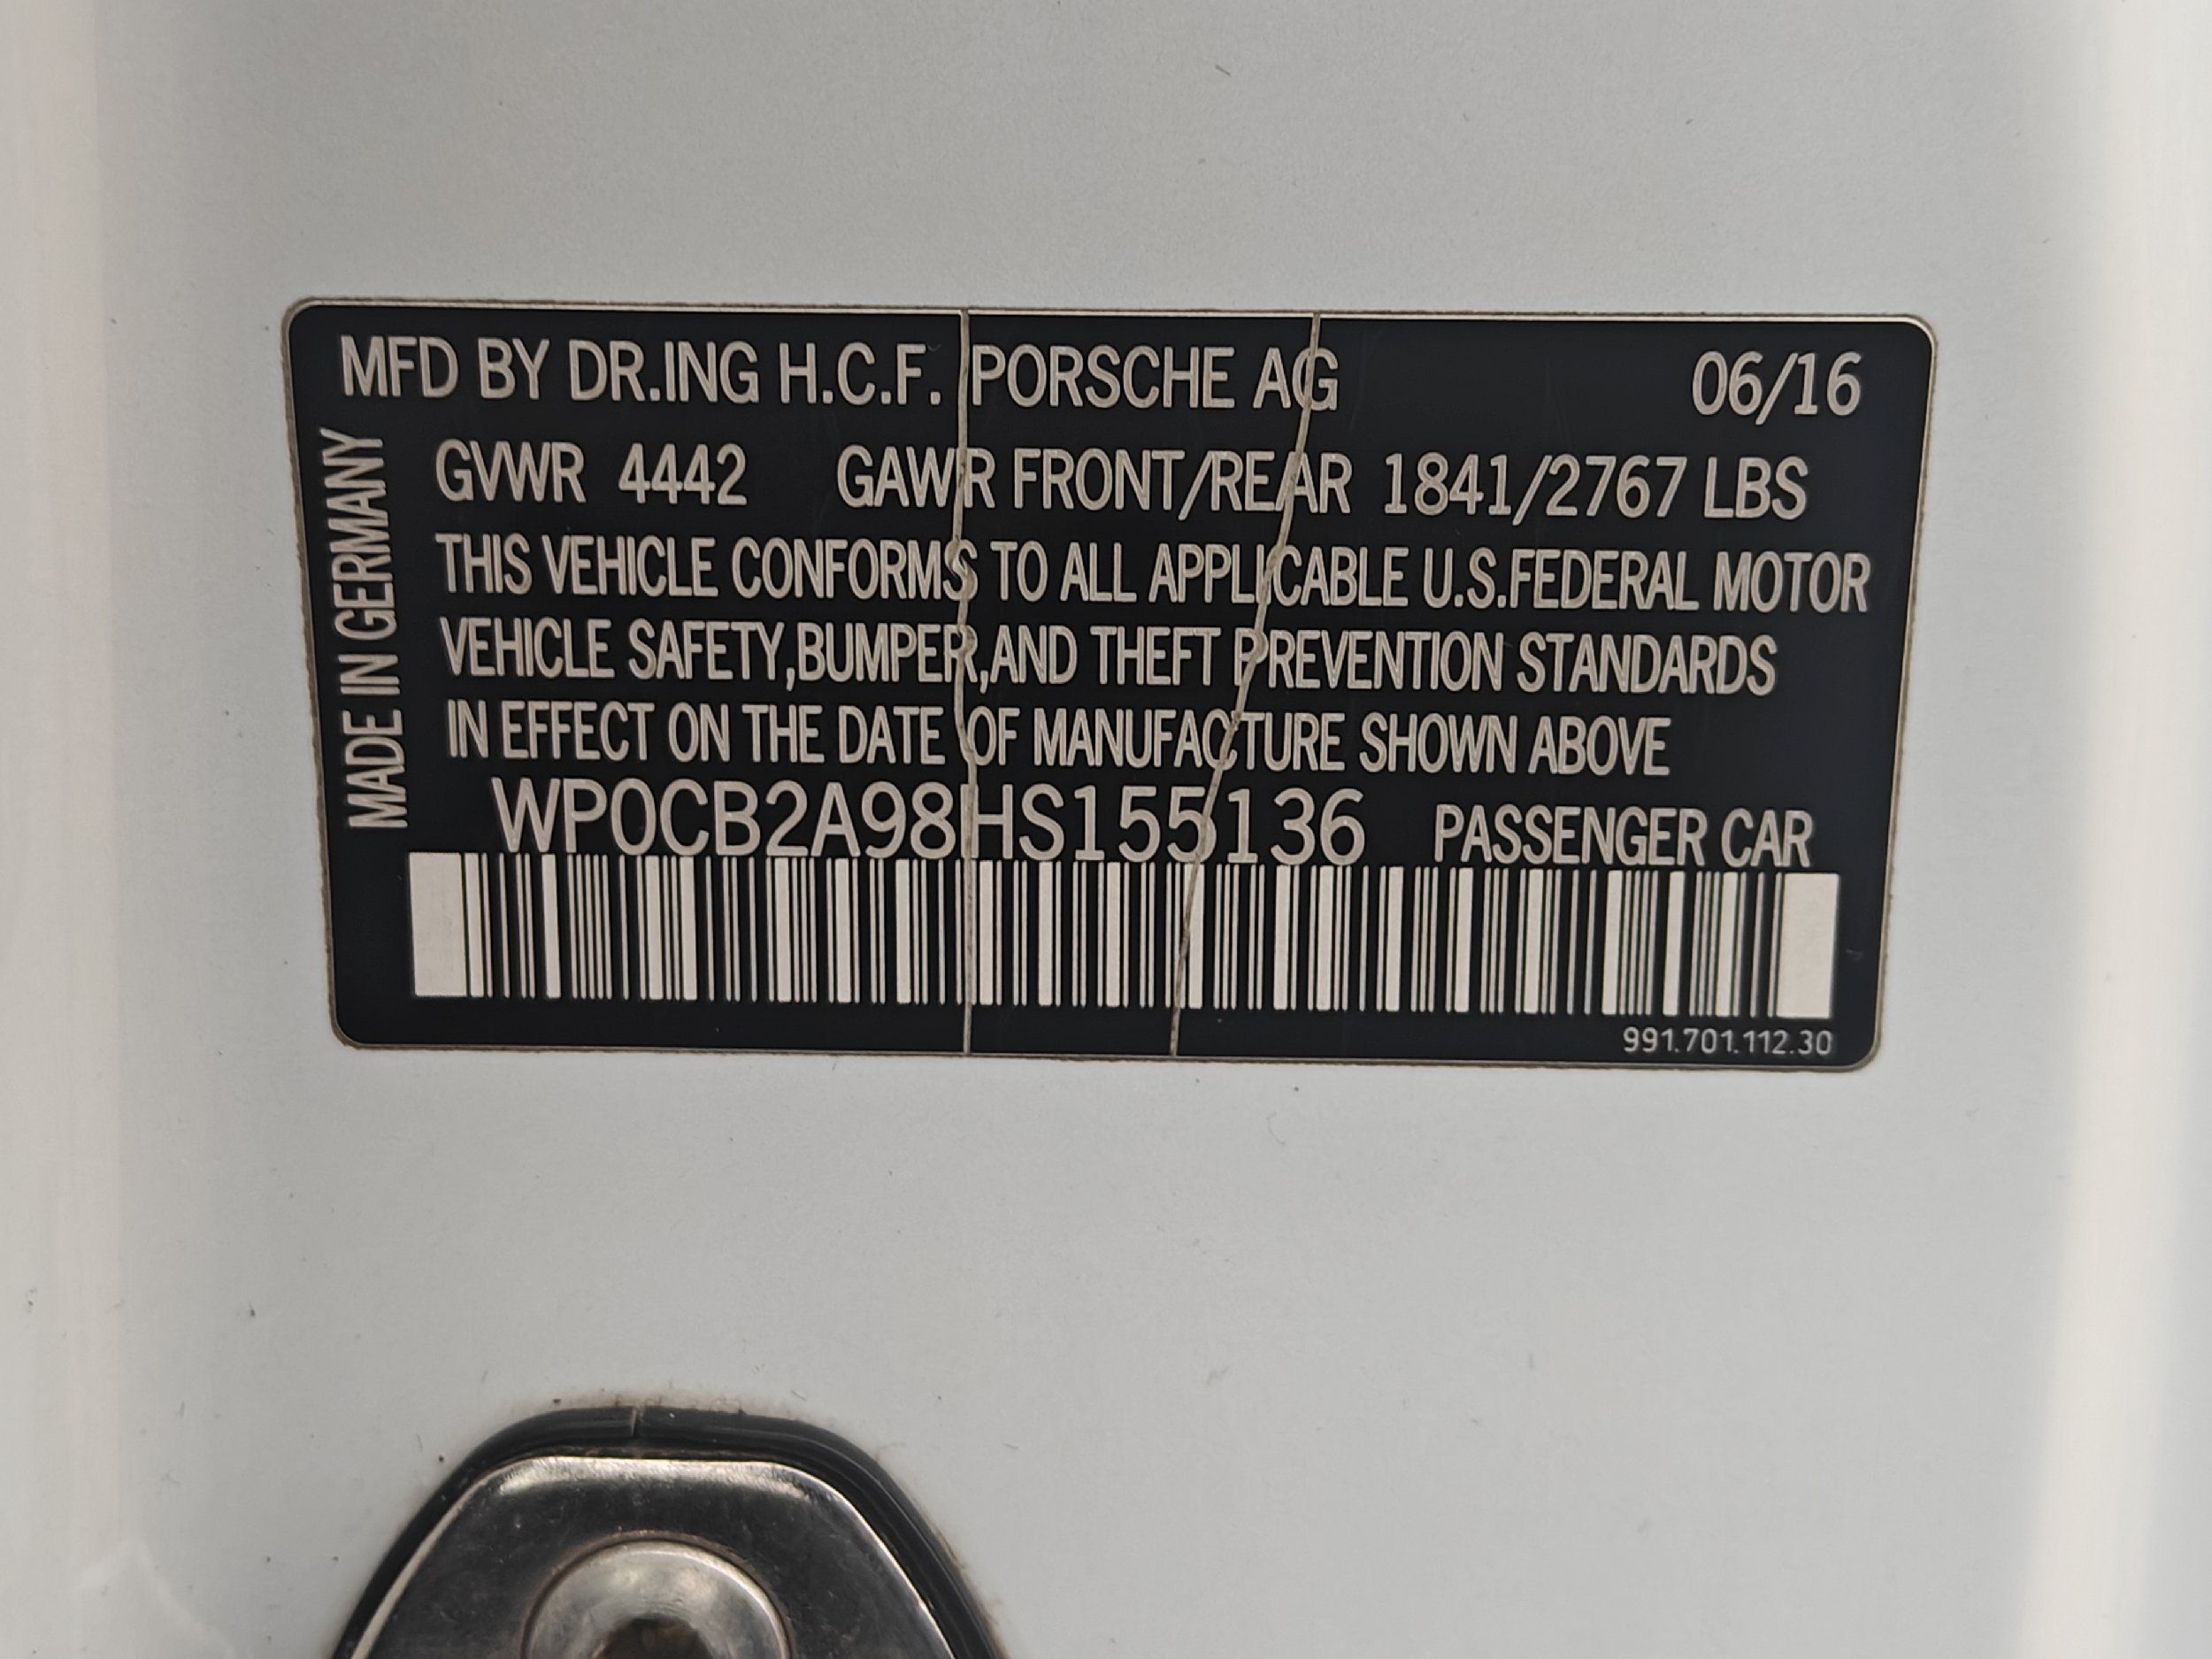 MFD BY DR.ING H.C.F. PORSCHE AG 06/16
MADE IN GERMANY
GVWR 4442 GAWR FRONT/REAR 1841/2767 LBS
THIS VEHICLE CONFORMS TO ALL APPLICABLE U.S.FEDERAL MOTOR
VEHICLE SAFETY,BUMPER,AND THEFT PREVENTION STANDARDS
IN EFFECT ON THE DATE OF MANUFACTURE SHOWN ABOVE
WP0CB2A98HS155136 PASSENGER CAR
991.701.112.30